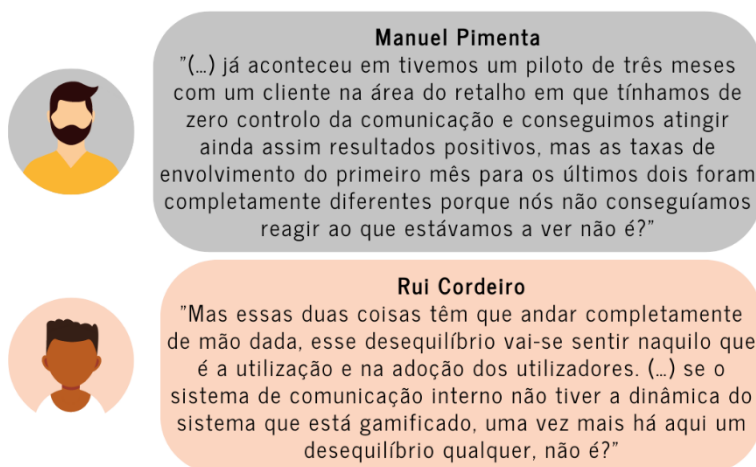 Manuel Pimenta
"(...) já aconteceu em tivemos um piloto de três meses
com um cliente na área do retalho em que tínhamos de
zero controlo da comunicação e conseguimos atingir
ainda assim resultados positivos, mas as taxas de
envolvimento do primeiro mês para os últimos dois foram
completamente diferentes porque nós não conseguíamos
reagir ao que estávamos a ver não é?"
Rui Cordeiro
"Mas essas duas coisas têm que andar completamente
de mão dada, esse desequilíbrio vai-se sentir naquilo que
é a utilização e na adoção dos utilizadores. (...) se o
sistema de comunicação interno não tiver a dinâmica do
sistema que está gamificado, uma vez mais há aqui um
desequilíbrio qualquer, não é?"